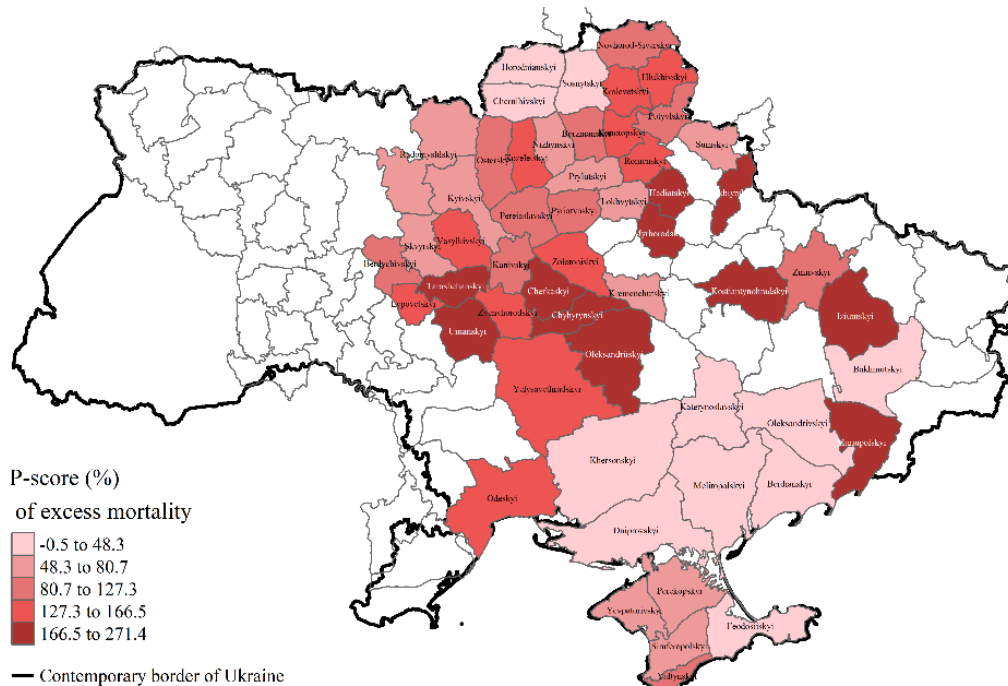 Novhorod-Siverskyi
Horodnianskyi
Sosnytskyi
Hlukhivskyi
Krolevetskyi
Chernihivskyi
Putyvlskyi
Borznanskyi
Konotopskyi
Nizhynskyi
Sumskyi
Radomyshlskyi
Osterskyi
Kozeletskyi
Romenskyi
Prylutskyi
Hadiatskyi
Kyivskyi
Lokhvytskyi
Pereiaslavskyi
Pyriatynskyi
Myrhorodskyi
Vasylkivskyi
Skvyrskyi
Zolatoniskyi
Berdychivskyi
Kanivskyi
Zmiivskyi
Tarashchanskyi
Cherkaskyi
Kremenchutskyi
Kostiantynohradskyi
Lypovetskyi
Zvenyhorodskyi
Chyhyrynskyi
Iziumskyi
Umanskyi
Oleksandriiskyi
Bakhmutskyi
Yelysavethradskyi
Katerynoslavskyi
Oleksandrivskyi
Mariupolskyi
Khersonskyi
Melitopolskyi
Berdianskyi
Odeskyi
Dniprovskyi
Perekopskyi
Yevpatoriiskyi
Feodosiiskyi
Simferopolskyi
Yaltynskyi
P-score (%)
of excess mortality
-0.5 to 48.3
48.3 to 80.7
80.7 to 127.3
127.3 to 166.5
166.5 to 271.4
Contemporary border of Ukraine